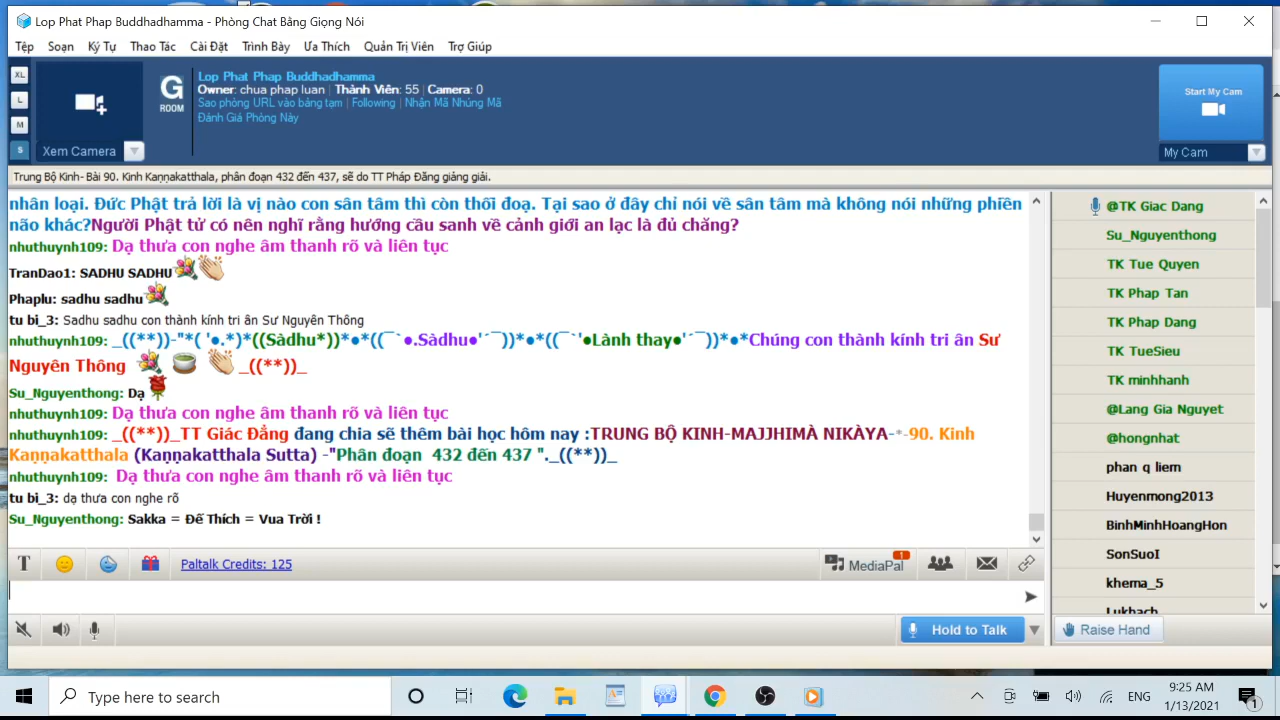 Lop Phat Phap Buddhadhamma - Phòng Chat Bằng Giọng Nói
Tệp Soạn Ký Tự Thao Tác Cài Đặt Trình Bày Ưa Thích Quản Trị Viên Trợ Giúp
XL
L
M
S
Xem Camera
G
ROOM
Lop Phat Phap Buddhadhamma
Owner: chua phap luan | Thành Viên: 55 | Camera: 0
Sao phòng URL vào bảng tạm | Following | Nhận Mã Nhúng Mã
Đánh Giá Phòng Này
Start My Cam
My Cam
Trung Bộ Kinh- Bài 90. Kinh Kaṇṇakatthala, phân đoạn 432 đến 437, sẽ do TT Pháp Đăng giảng giải.
nhân loại. Đức Phật trả lời là vị nào con sân tâm thì còn thối đoạ. Tại sao ở đây chỉ nói về sân tâm mà không nói những phiền
não khác?Người Phật tử có nên nghĩ rằng hướng cầu sanh về cảnh giới an lạc là đủ chăng?
nhuthuynh109: Dạ thưa con nghe âm thanh rõ và liên tục
TranDao1: SADHU SADHU
Phaplu: sadhu sadhu
tu bi_3: Sadhu sadhu con thành kính tri ân Sư Nguyên Thông
nhuthuynh109: _((**))-"*( '●.*)*((Sàdhu*))*●*((¯`●.Sàdhu●'´¯))*●*((¯`'●Lành thay●'´¯))*●*Chúng con thành kính tri ân Sư
Nguyên Thông _((**))_
Su_Nguyenthong: Dạ
nhuthuynh109: Dạ thưa con nghe âm thanh rõ và liên tục
nhuthuynh109: _((**))_TT Giác Đẳng đang chia sẽ thêm bài học hôm nay :TRUNG BỘ KINH-MAJJHIMÀ NIKÀYA-*-90. Kinh
Kaṇṇakatthala (Kaṇṇakatthala Sutta) -"Phân đoạn 432 đến 437 "._((**))_
nhuthuynh109: Dạ thưa con nghe âm thanh rõ và liên tục
tu bi_3: dạ thưa con nghe rõ
Su_Nguyenthong: Sakka = Đế Thích = Vua Trời !
@TK Giac Dang
Su_Nguyenthong
TK Tue Quyen
TK Phap Tan
TK Phap Dang
TK TueSieu
TK minhhanh
@Lang Gia Nguyet
@hongnhat
phan q liem
Huyenmong2013
BinhMinhHoangHon
SonSuoI
khema_5
Lukhach
T Paltalk Credits: 125 MediaPal 1
Hold to Talk
Raise Hand
Type here to search
ENG
9:25 AM
1/13/2021
1